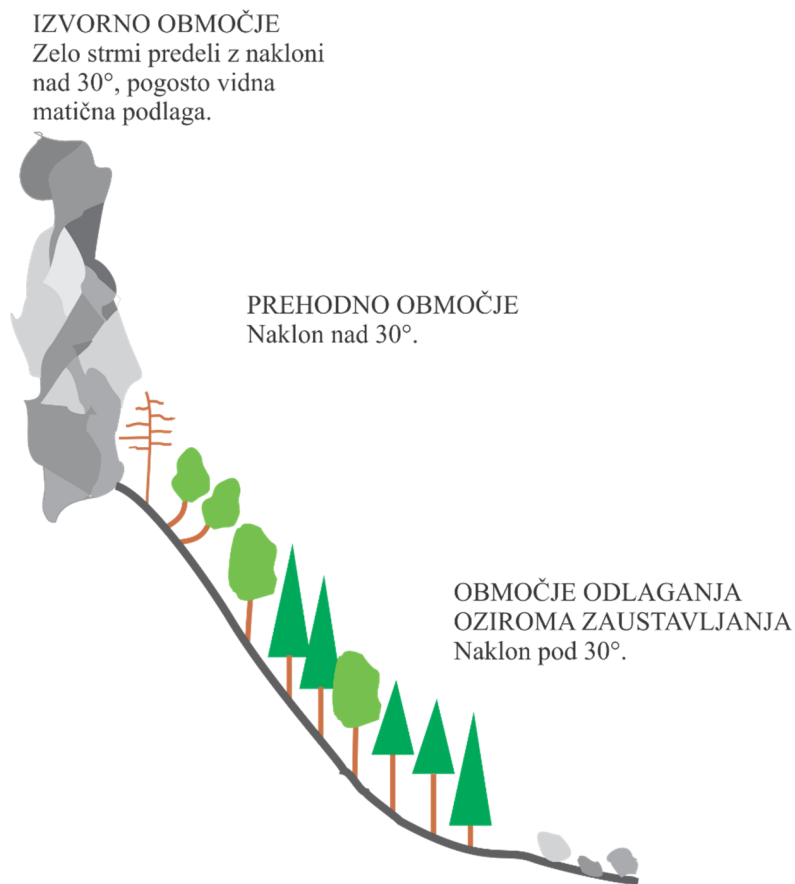 IZVORNO OBMOČJE
Zelo strmi predeli z nakloni
nad 30°, pogosto vidna
matična podlaga.
PREHODNO OBMOČJE
Naklon nad 30°.
OBMOČJE ODLAGANJA
OZIROMA ZAUSTAVLJANJA
Naklon pod 30°.